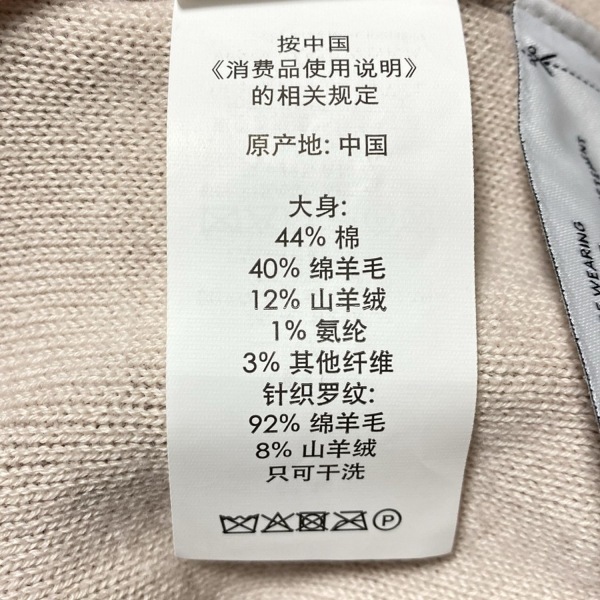 按中国
《消费品使用说明》
的相关规定
原产地: 中国
大身:
44% 棉
40% 绵羊毛
12% 山羊绒
1% 氨纶
3% 其他纤维
针织罗纹:
92% 绵羊毛
8% 山羊绒
只可干洗
P
WEARING